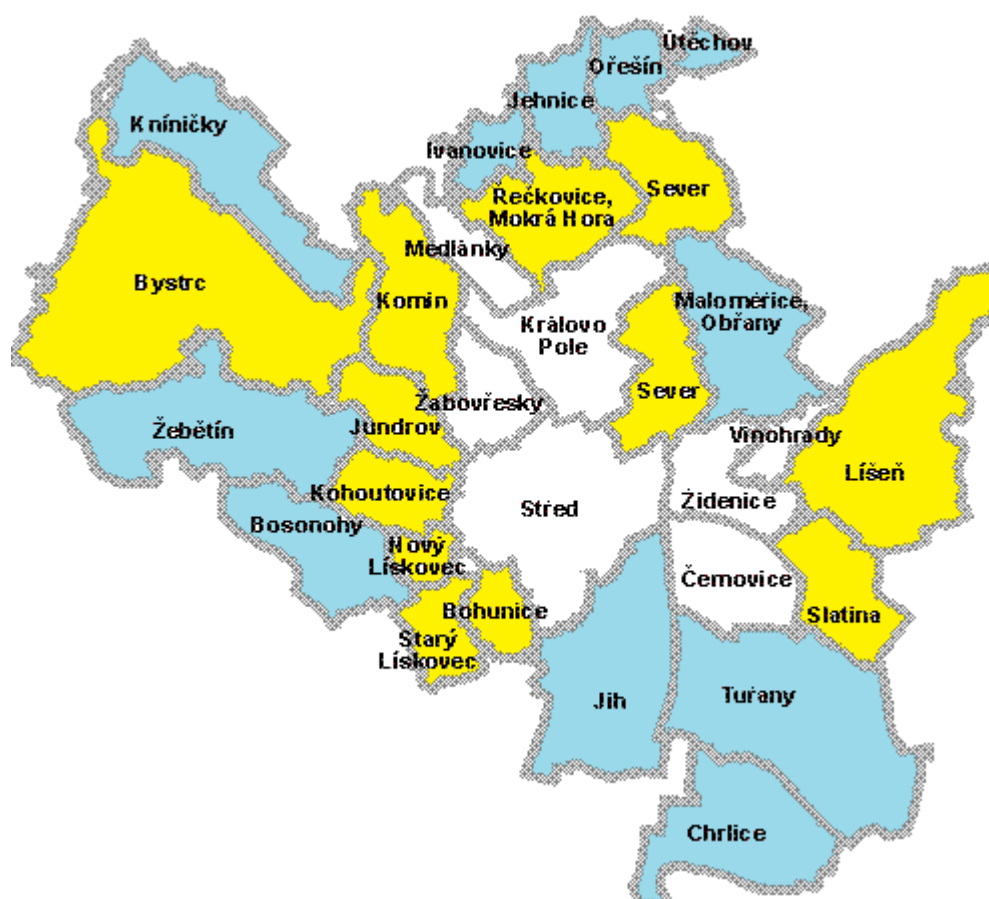 Útěchov
Ořešín
Jehnice
Kníničky
Ivanovice
Řečkovice,
Mokrá Hora
Sever
Medlánky
Bystrc
Komín
Maloměřice,
Obřany
Královo
Pole
Sever
Žabovřesky
Jundrov
Žebětín
Vinohrady
Líšeň
Kohoutovice
Židenice
Střed
Bosonohy
Nový
Lískovec
Černovice
Bohunice
Slatina
Starý
Lískovec
Jih
Tuřany
Chrlice